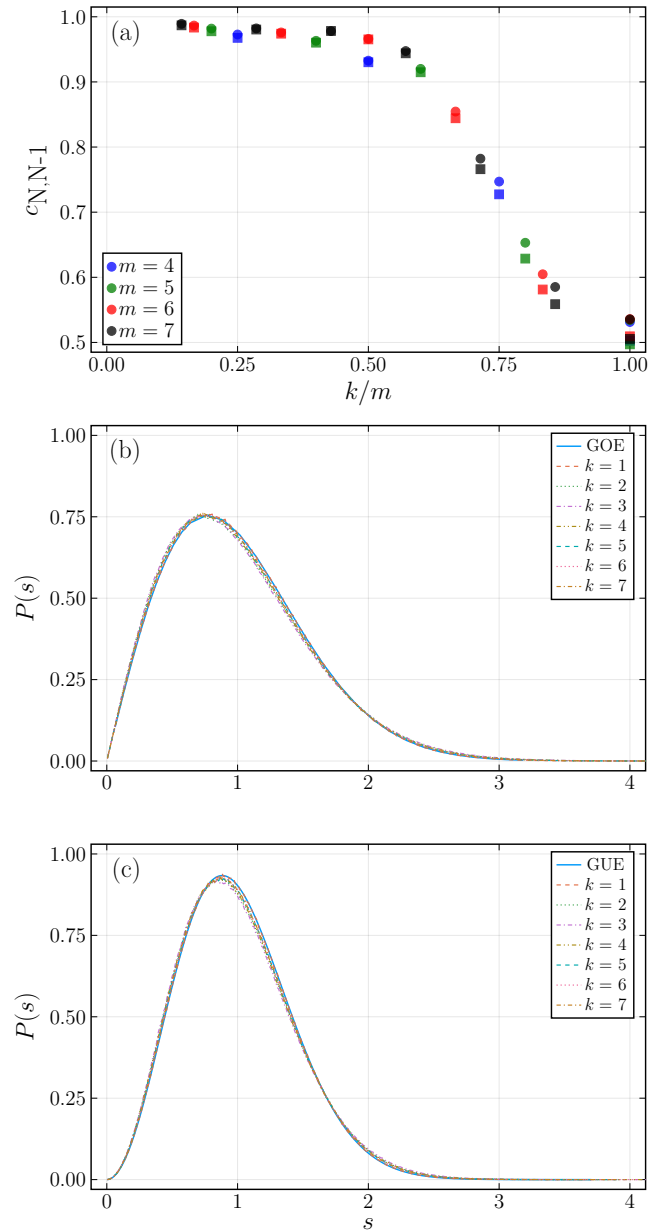 (a)
1.0
0.9
0.8
0.7
0.6
0.5
c_{N,N-1}
m = 4
m = 5
m = 6
m = 7
0.00 0.25 0.50 0.75 1.00
k/m
(b)
1.00
0.75
0.50
0.25
0.00
P(s)
GOE
k = 1
k = 2
k = 3
k = 4
k = 5
k = 6
k = 7
0 1 2 3 4
(c)
1.00
0.75
0.50
0.25
0.00
P(s)
GUE
k = 1
k = 2
k = 3
k = 4
k = 5
k = 6
k = 7
0 1 2 3 4
s